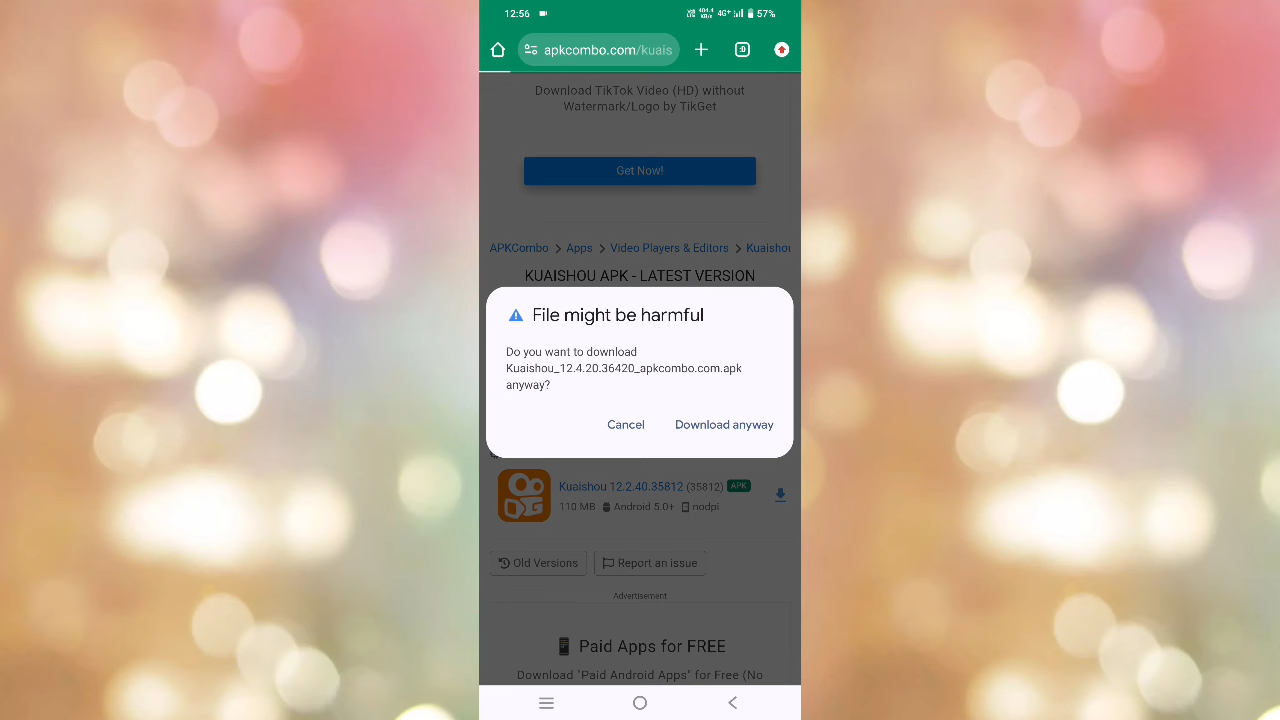 12:56
404.4
KB/s
4G+
57%
apkcombo.com/kuais
Download TikTok Video (HD) without
Watermark/Logo by TikGet
Get Now!
APKCombo > Apps > Video Players & Editors > Kuaishou
KUAISHOU APK - LATEST VERSION
File might be harmful
Do you want to download
Kuaishou_12.4.20.36420_apkcombo.com.apk
anyway?
Cancel
Download anyway
Kuaishou 12.2.40.35812 (35812) APK
110 MB Android 5.0+ nodpi
Old Versions
Report an issue
Advertisement
Paid Apps for FREE
Download "Paid Android Apps" for Free (No